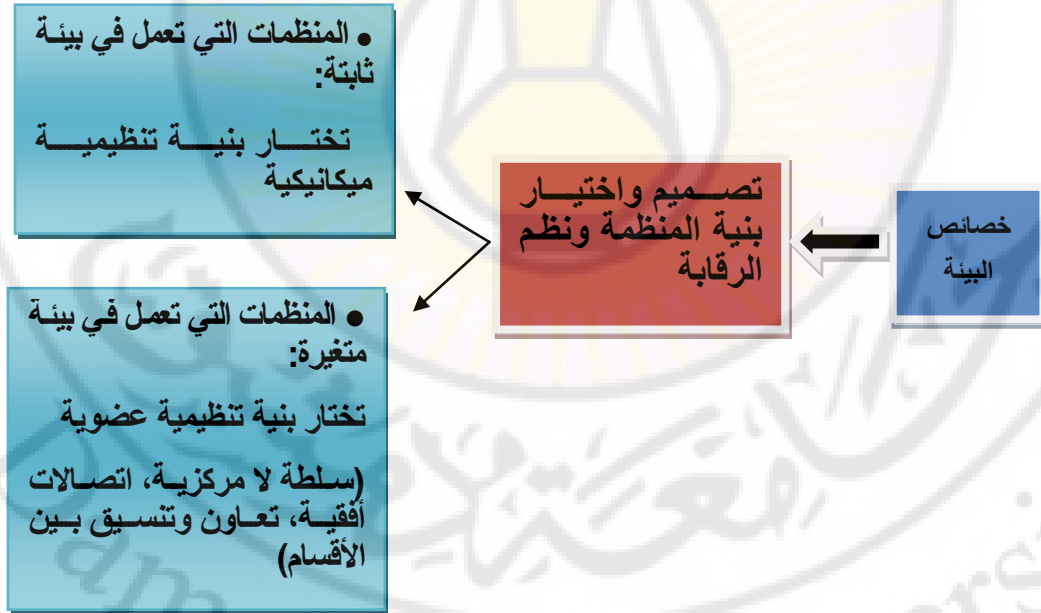 خصائص
البيئة
تصميم واختيار
بنية المنظمة ونظم
الرقابة
• المنظمات التي تعمل في بيئة
ثابتة:
تختار بنية تنظيمية
ميكانيكية
• المنظمات التي تعمل في بيئة
متغيرة:
تختار بنية تنظيمية عضوية
(سلطة لا مركزية، اتصالات
أفقية، تعاون وتنسيق بين
الأقسام)